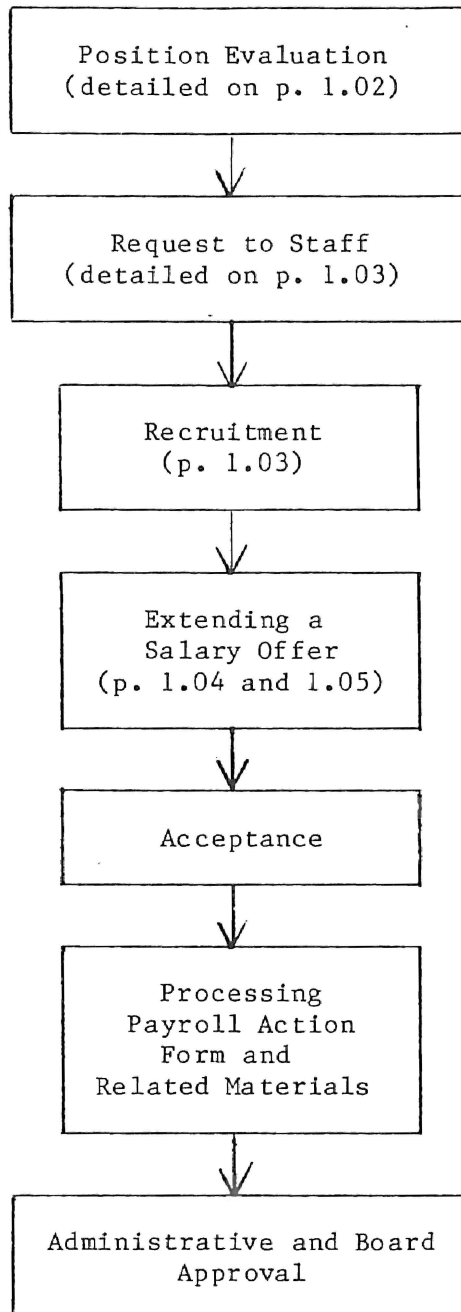 Position Evaluation
(detailed on p. 1.02)
Request to Staff
(detailed on p. 1.03)
Recruitment
(p. 1.03)
Extending a
Salary Offer
(p. 1.04 and 1.05)
Acceptance
Processing
Payroll Action
Form and
Related Materials
Administrative and Board
Approval